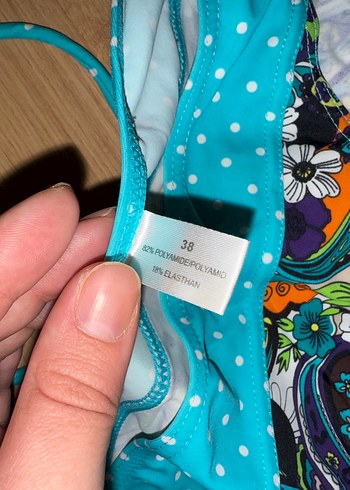 38
82% POLYAMIDE/POLYAMID
18% ELASTHAN